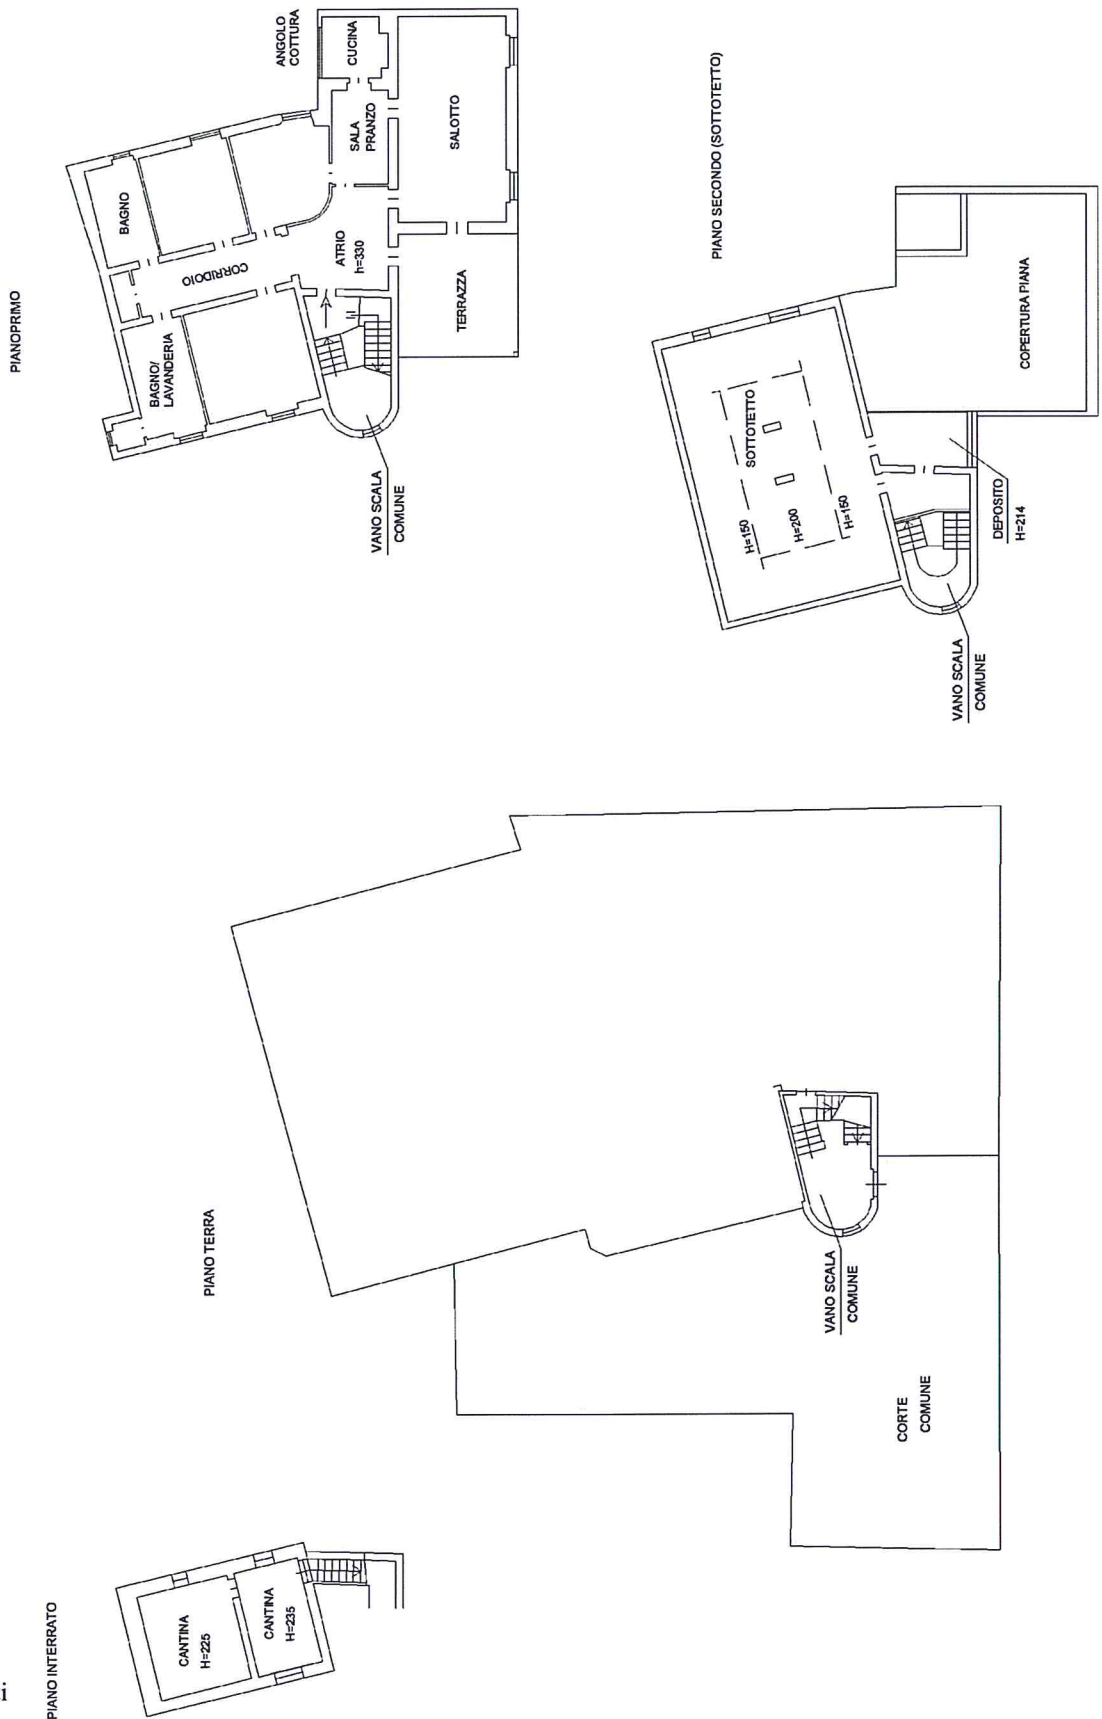 PIANOPRIMO
ANGOLO
COTTURA
CUCINA
SALA
PRANZO
SALOTTO
BAGNO
CORRIDOIO
ATRIO
h=330
TERRAZZA
BAGNO/
LAVANDERIA
VANO SCALA
COMUNE
PIANO SECONDO (SOTTOTETTO)
COPERTURA PIANA
SOTTOTETTO
H=150
H=200
H=150
DEPOSITO
H=214
VANO SCALA
COMUNE
PIANO TERRA
VANO SCALA
COMUNE
CORTE
COMUNE
PIANO INTERRATO
CANTINA
H=225
CANTINA
H=235